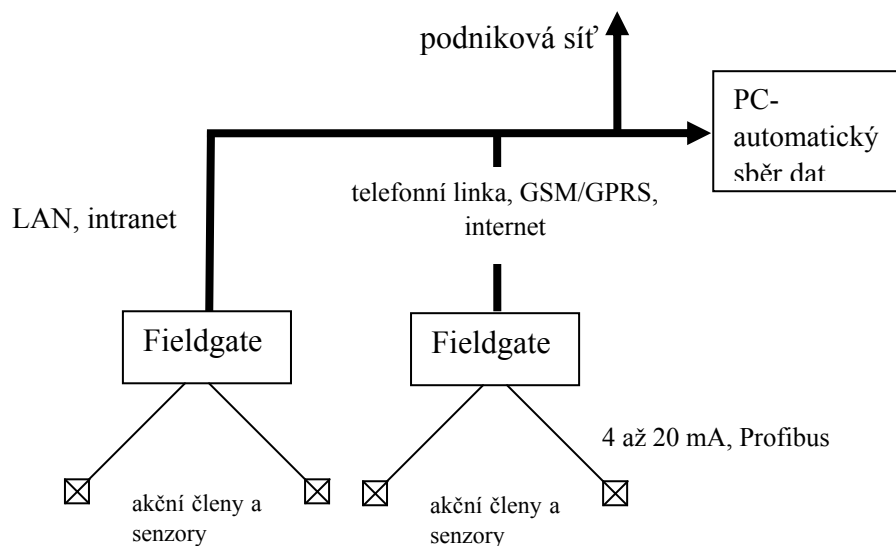 podniková síť
PC-
automatický
sběr dat
telefonní linka, GSM/GPRS,
internet
LAN, intranet
Fieldgate
Fieldgate
4 až 20 mA, Profibus
akční členy a
senzory
akční členy a
senzory